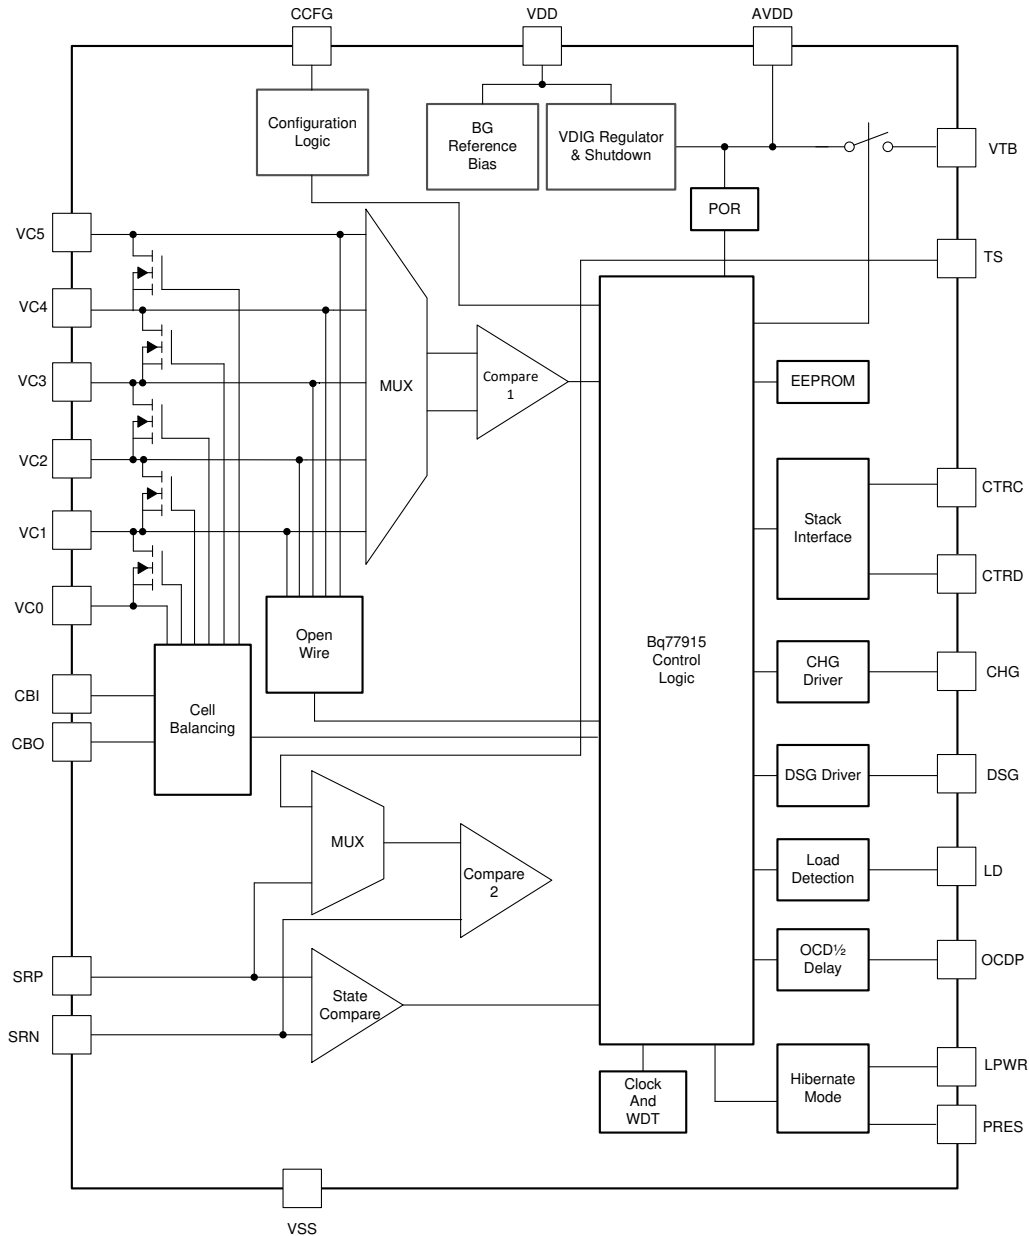 CCFG
VDD
AVDD
Configuration
Logic
BG
Reference
Bias
VDIG Regulator
& Shutdown
VTB
POR
VC5
TS
VC4
VC3
MUX
Compare
1
EEPROM
VC2
CTRC
VC1
Stack
Interface
CTRD
VC0
Open
Wire
Bq77915
Control
Logic
CHG
Driver
CHG
CBI
Cell
Balancing
CBO
DSG Driver
DSG
MUX
Compare
2
Load
Detection
LD
OCD½
Delay
OCDP
SRP
State
Compare
SRN
LPWR
Hibernate
Mode
Clock
And
WDT
PRES
VSS